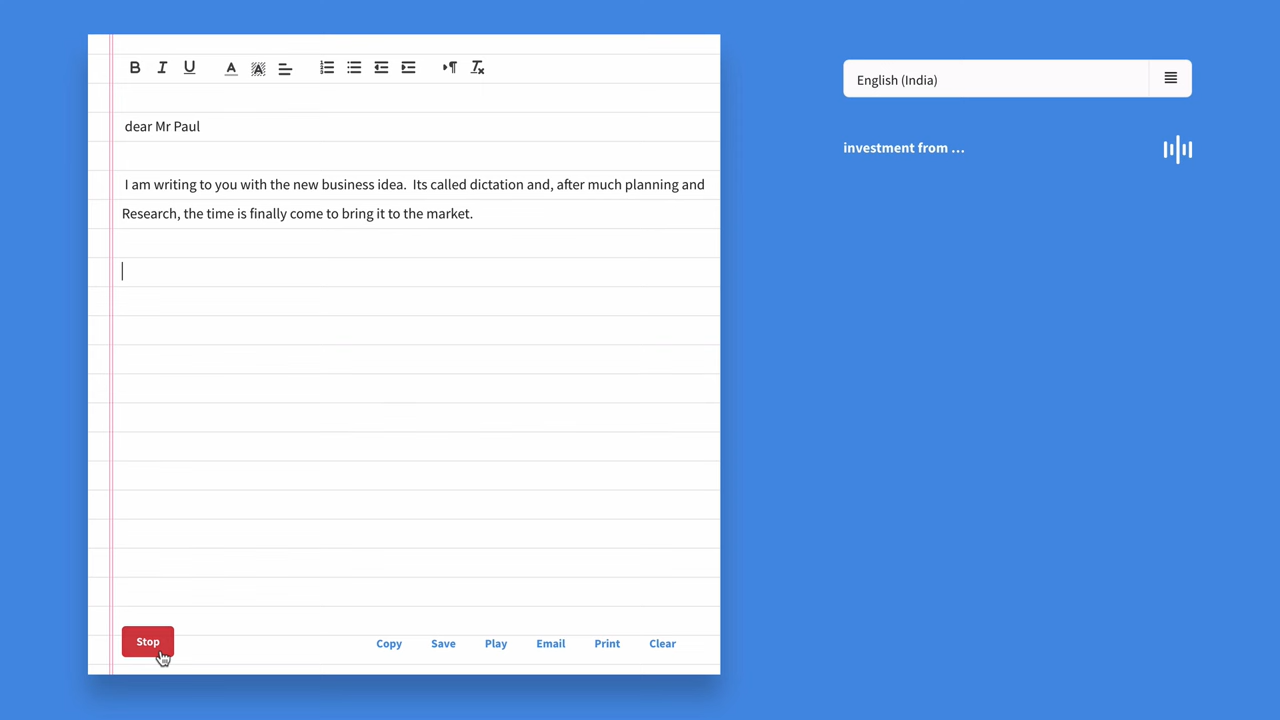 B I U A A
dear Mr Paul
I am writing to you with the new business idea. Its called dictation and, after much planning and
Research, the time is finally come to bring it to the market.
Stop
Copy Save Play Email Print Clear
English (India)
investment from ...